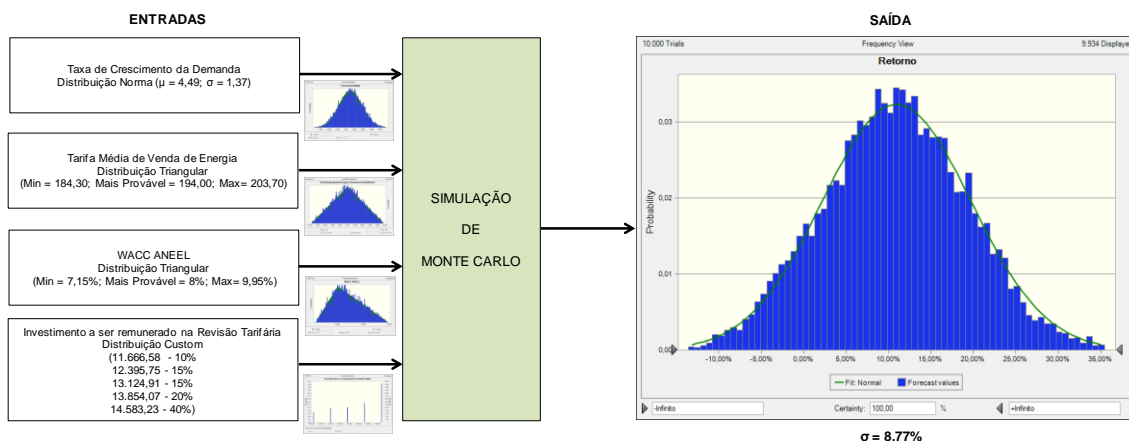 ENTRADAS
Taxa de Crescimento da Demanda
Distribuição Norma (μ = 4,49; σ = 1,37)
Tarifa Média de Venda de Energia
Distribuição Triangular
(Min = 184,30; Mais Provável = 194,00; Max= 203,70)
WACC ANEEL
Distribuição Triangular
(Min = 7,15%; Mais Provável = 8%; Max= 9,95%)
Investimento a ser remunerado na Revisão Tarifária
Distribuição Custom
(11.666,58 - 10%
12.395,75 - 15%
13.124,91 - 15%
13.854,07 - 20%
14.583,23 - 40%)
SIMULAÇÃO
DE
MONTE CARLO
SAÍDA
10.000 Trials Frequency View 9.934 Displaye
Retorno
Probability
0,03
0,02
0,01
0,00
-10,00% -5,00% 0,00% 5,00% 10,00% 15,00% 20,00% 25,00% 30,00% 35,00%
Fit: Normal Forecast values
-Infinito Certainty: 100,00 % +Infinito
σ = 8.77%